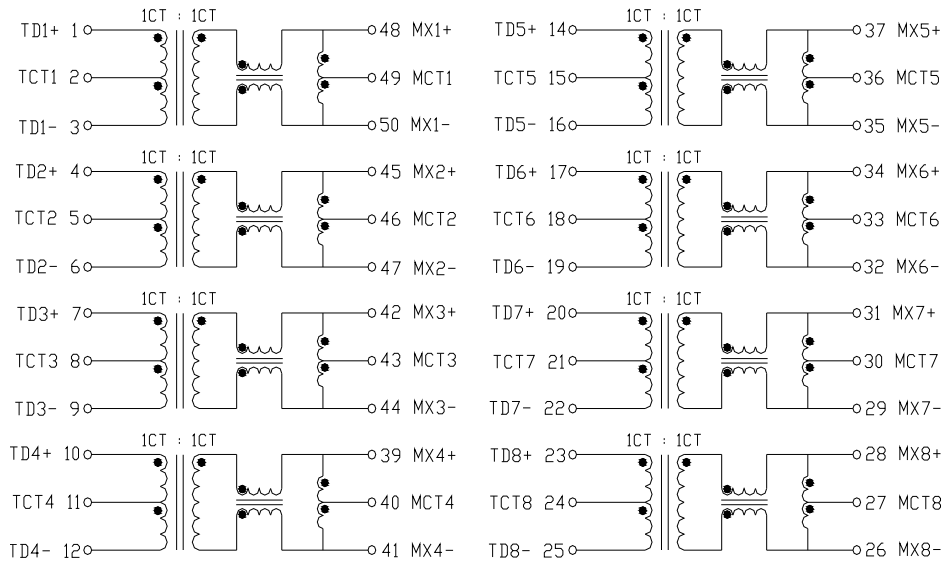 1CT : 1CT
TD1+ 1 48 MX1+
TCT1 2 49 MCT1
TD1- 3 50 MX1-
1CT : 1CT
TD2+ 4 45 MX2+
TCT2 5 46 MCT2
TD2- 6 47 MX2-
1CT : 1CT
TD3+ 7 42 MX3+
TCT3 8 43 MCT3
TD3- 9 44 MX3-
1CT : 1CT
TD4+ 10 39 MX4+
TCT4 11 40 MCT4
TD4- 12 41 MX4-
1CT : 1CT
TD5+ 14 37 MX5+
TCT5 15 36 MCT5
TD5- 16 35 MX5-
1CT : 1CT
TD6+ 17 34 MX6+
TCT6 18 33 MCT6
TD6- 19 32 MX6-
1CT : 1CT
TD7+ 20 31 MX7+
TCT7 21 30 MCT7
TD7- 22 29 MX7-
1CT : 1CT
TD8+ 23 28 MX8+
TCT8 24 27 MCT8
TD8- 25 26 MX8-